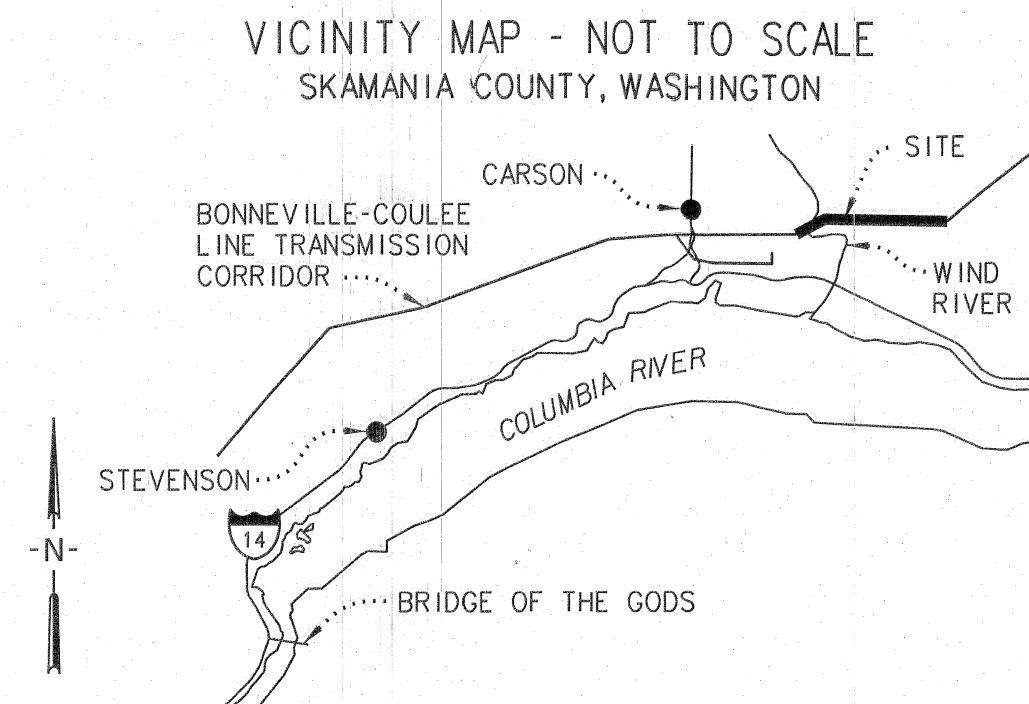 VICINITY MAP - NOT TO SCALE
SKAMANIA COUNTY, WASHINGTON
SITE
CARSON
BONNEVILLE-COULEE
LINE TRANSMISSION
CORRIDOR
WIND
RIVER
COLUMBIA RIVER
STEVENSON
14
-N-
BRIDGE OF THE GODS